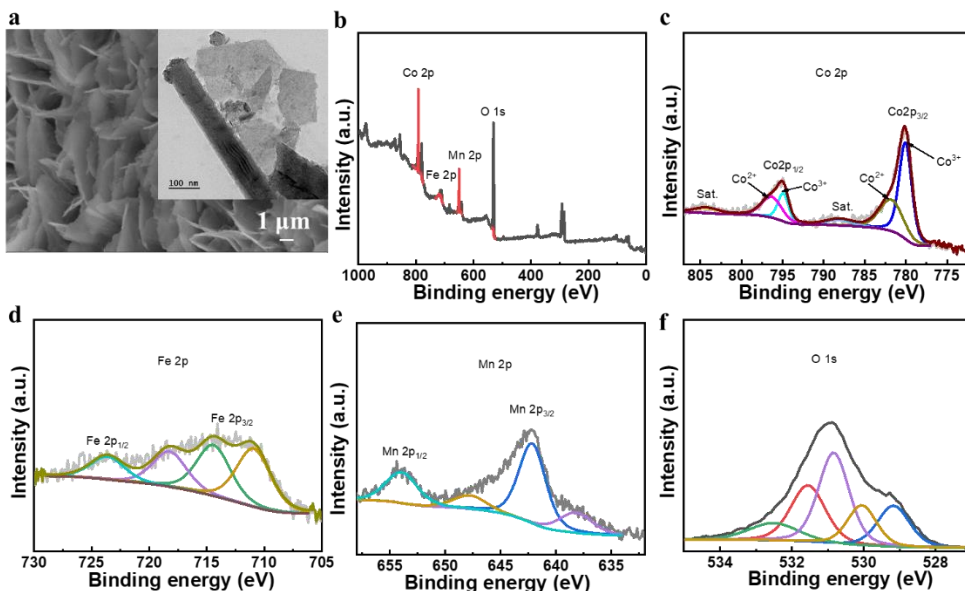 a
100 nm
1 µm
b
Co 2p
O 1s
Mn 2p
Fe 2p
Intensity (a.u.)
1000 800 600 400 200 0
Binding energy (eV)
c
Co 2p
Co2p3/2
Co3+
Co2p1/2
Co2+
Co3+
Co2+
Sat.
Sat.
Intensity (a.u.)
805 800 795 790 785 780 775
Binding energy (eV)
d
Fe 2p
Fe 2p3/2
Fe 2p1/2
Intensity (a.u.)
730 725 720 715 710 705
Binding energy (eV)
e
Mn 2p
Mn 2p3/2
Mn 2p1/2
Intensity (a.u.)
655 650 645 640 635
Binding energy (eV)
f
O 1s
Intensity (a.u.)
534 532 530 528
Binding energy (eV)